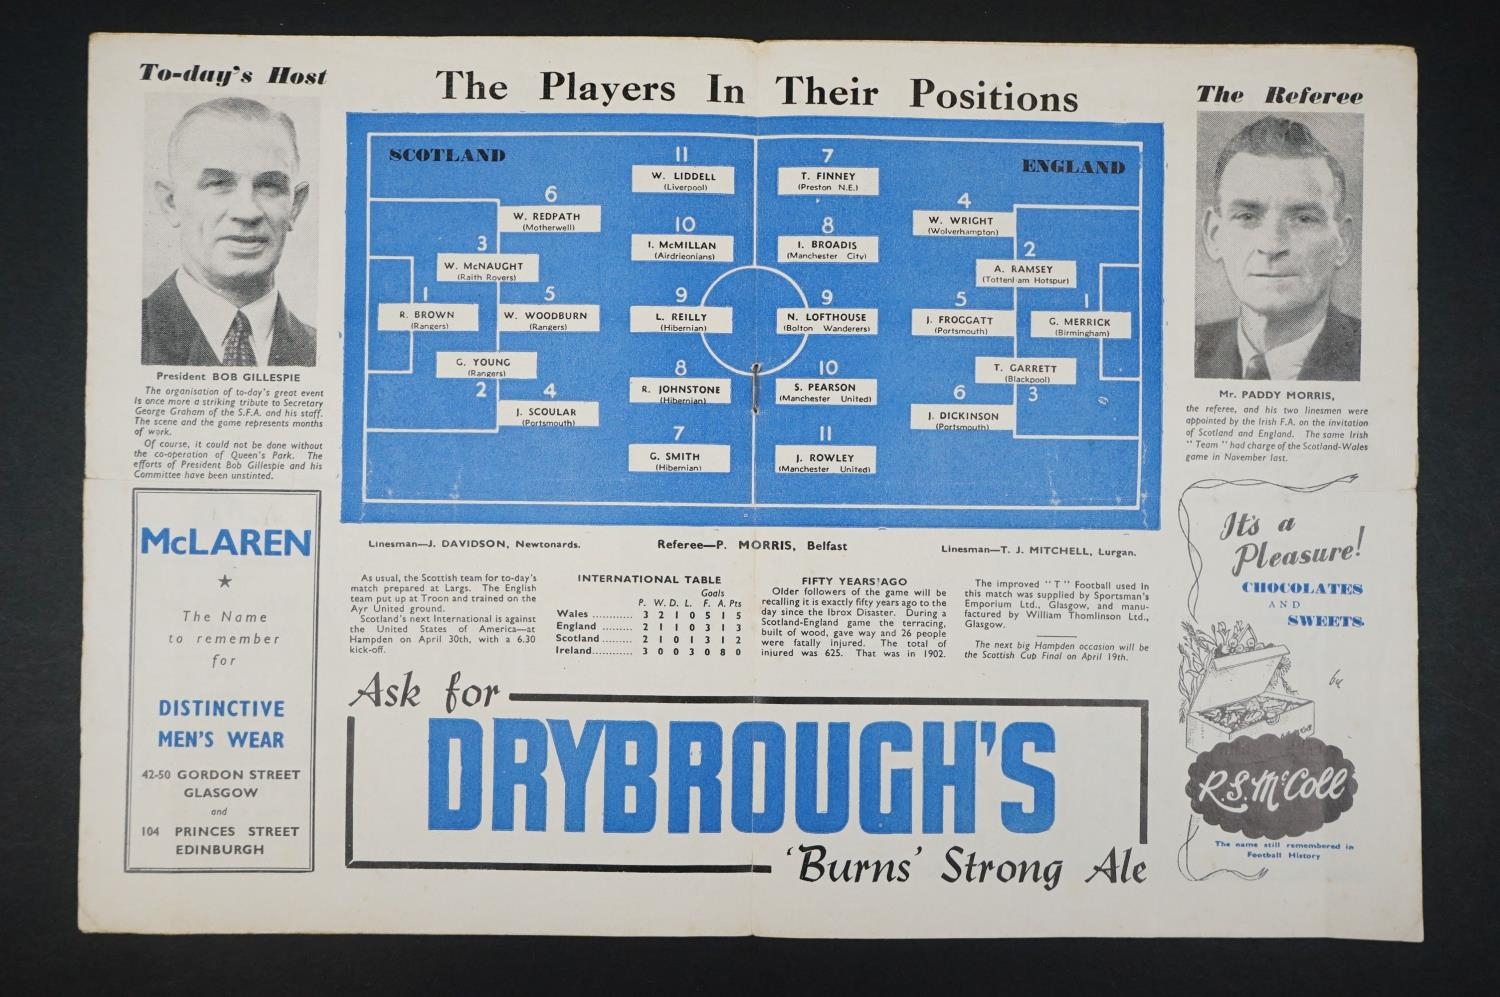 To-day's Host
President BOB GILLESPIE
The organisation of to-day's great event
is once more a striking tribute to Secretary
George Graham of the S.F.A. and his staff.
The scene and the game represents months
of work.
Of course, it could not be done without
the co-operation of Queen's Park. The
efforts of President Bob Gillespie and his
Committee have been unstinted.
McLAREN
The Name
to remember
for
DISTINCTIVE
MEN'S WEAR
42-50 GORDON STREET
GLASGOW
and
104 PRINCES STREET
EDINBURGH
The Players In Their Positions
SCOTLAND
ENGLAND
11
W. LIDDELL
(Liverpool)
6
W. REDPATH
(Motherwell)
10
I. McMILLAN
(Airdrieonians)
3
W. McNAUGHT
(Raith Rovers)
1
R. BROWN
(Rangers)
5
W. WOODBURN
(Rangers)
9
L. REILLY
(Hibernian)
G. YOUNG
(Rangers)
2
8
R. JOHNSTONE
(Hibernian)
4
J. SCOULAR
(Portsmouth)
7
G. SMITH
(Hibernian)
7
T. FINNEY
(Preston N.E.)
4
W. WRIGHT
(Wolverhampton)
8
I. BROADIS
(Manchester City)
2
A. RAMSEY
(Tottenham Hotspur)
9
N. LOFTHOUSE
(Bolton Wanderers)
5
J. FROGGATT
(Portsmouth)
1
G. MERRICK
(Birmingham)
10
S. PEARSON
(Manchester United)
T. GARRETT
(Blackpool)
3
6
J. DICKINSON
(Portsmouth)
11
J. ROWLEY
(Manchester United)
Linesman—J. DAVIDSON, Newtonards.
Referee—P. MORRIS, Belfast
Linesman—T. J. MITCHELL, Lurgan.
As usual, the Scottish team for to-day's
match prepared at Largs. The English
team put up at Troon and trained on the
Ayr United ground.
Scotland's next International is against
the United States of America—at
Hampden on April 30th, with a 6.30
kick-off.
INTERNATIONAL TABLE
Goals
P. W. D. L. F. A. Pts
Wales ............ 3 2 1 0 5 1 5
England ........ 2 1 1 0 3 1 3
Scotland ........ 2 1 0 1 3 1 2
Ireland............ 3 0 0 3 0 8 0
FIFTY YEARS AGO
Older followers of the game will be
recalling it is exactly fifty years ago to the
day since the Ibrox Disaster. During a
Scotland-England game the terracing,
built of wood, gave way and 26 people
were fatally injured. The total of
injured was 625. That was in 1902.
The improved "T" Football used in
this match was supplied by Sportsman's
Emporium Ltd., Glasgow, and manu-
factured by William Thomlinson Ltd.,
Glasgow.
The next big Hampden occasion will be
the Scottish Cup Final on April 19th.
Ask for
DRYBROUGH'S
'Burns' Strong Ale
The Referee
Mr. PADDY MORRIS,
the referee, and his two linesmen were
appointed by the Irish F.A. on the invitation
of Scotland and England. The same Irish
"Team" had charge of the Scotland-Wales
game in November last.
It's a
Pleasure!
CHOCOLATES
AND
SWEETS
by
R.S. McColl
The name still remembered in
Football History